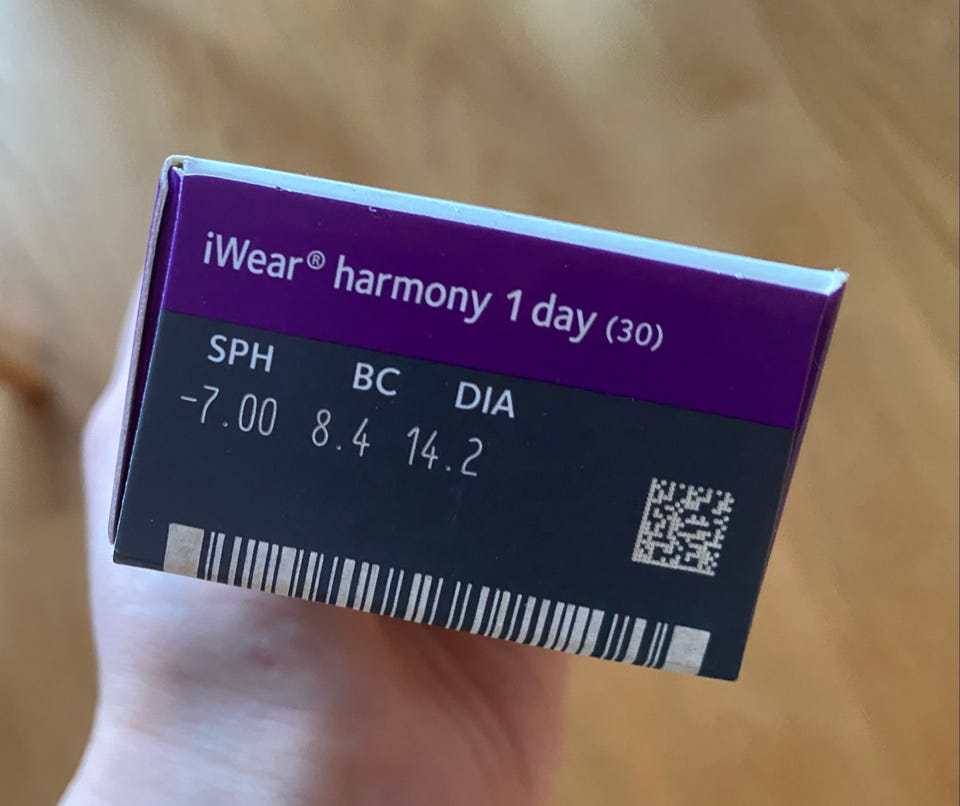 iWear® harmony 1 day (30)
SPH BC DIA
-7.00 8.4 14.2